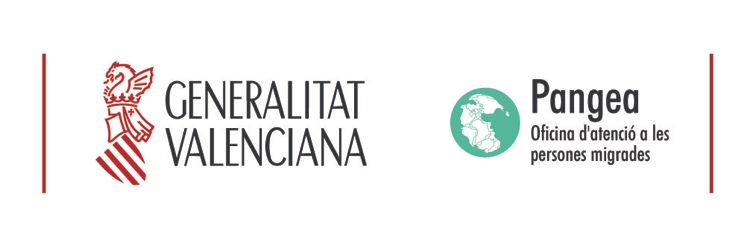 GENERALITAT
VALENCIANA
Pangea
Oficina d'atenció a les
persones migrades